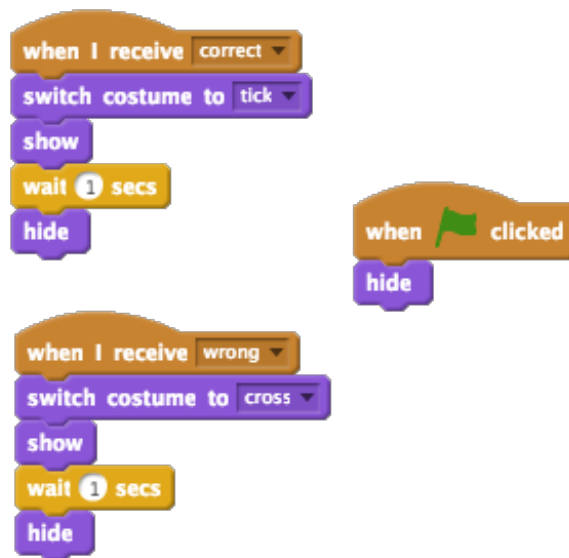 when I receive correct
switch costume to tick
show
wait 1 secs
hide
when clicked
hide
when I receive wrong
switch costume to cross
show
wait 1 secs
hide